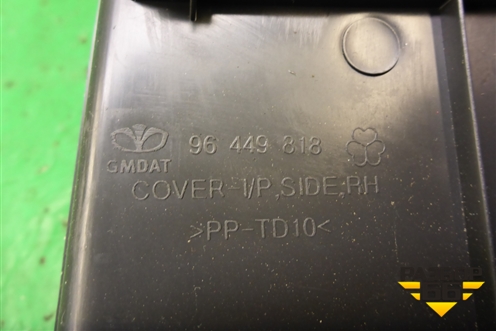 96 449 818
GMDAT
COVER-I/P,SIDE,RH
>PP-TD10<